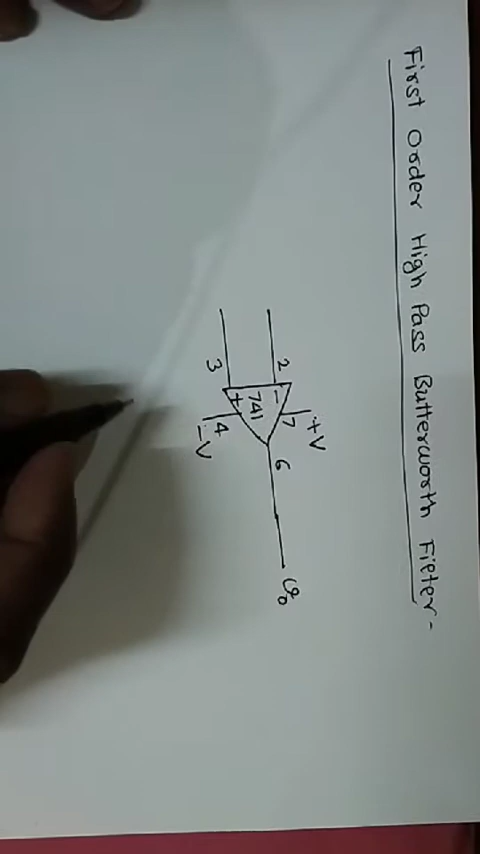 First Order High Pass Butterworth Filter-
+V
2 7
- 741 6 v₀
+
3 4
-V